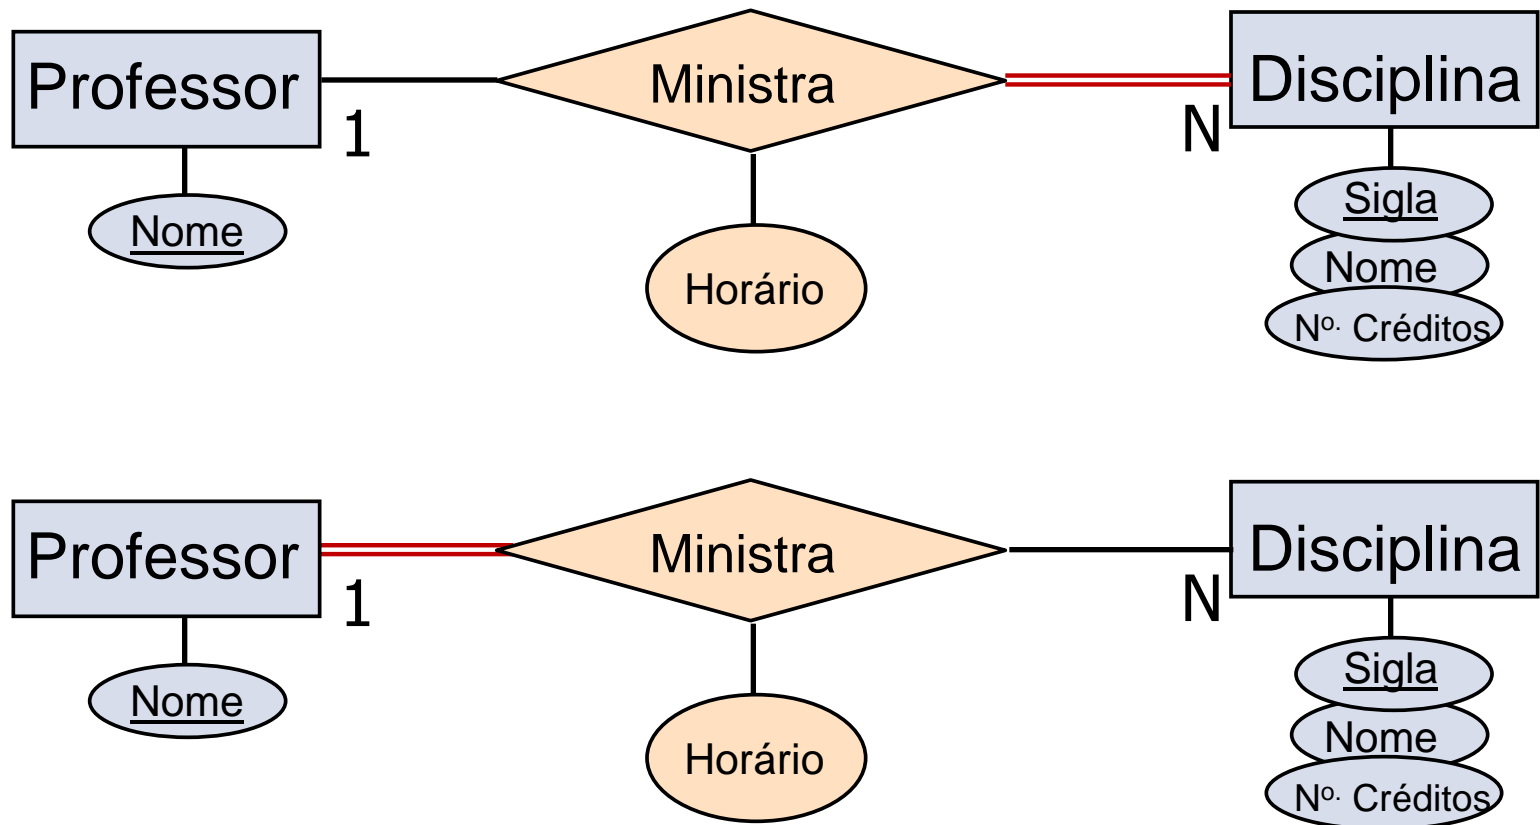 Professor
Ministra
Disciplina
1
N
Nome
Horário
Sigla
Nome
Nº. Créditos
Professor
Ministra
Disciplina
1
N
Nome
Horário
Sigla
Nome
Nº. Créditos